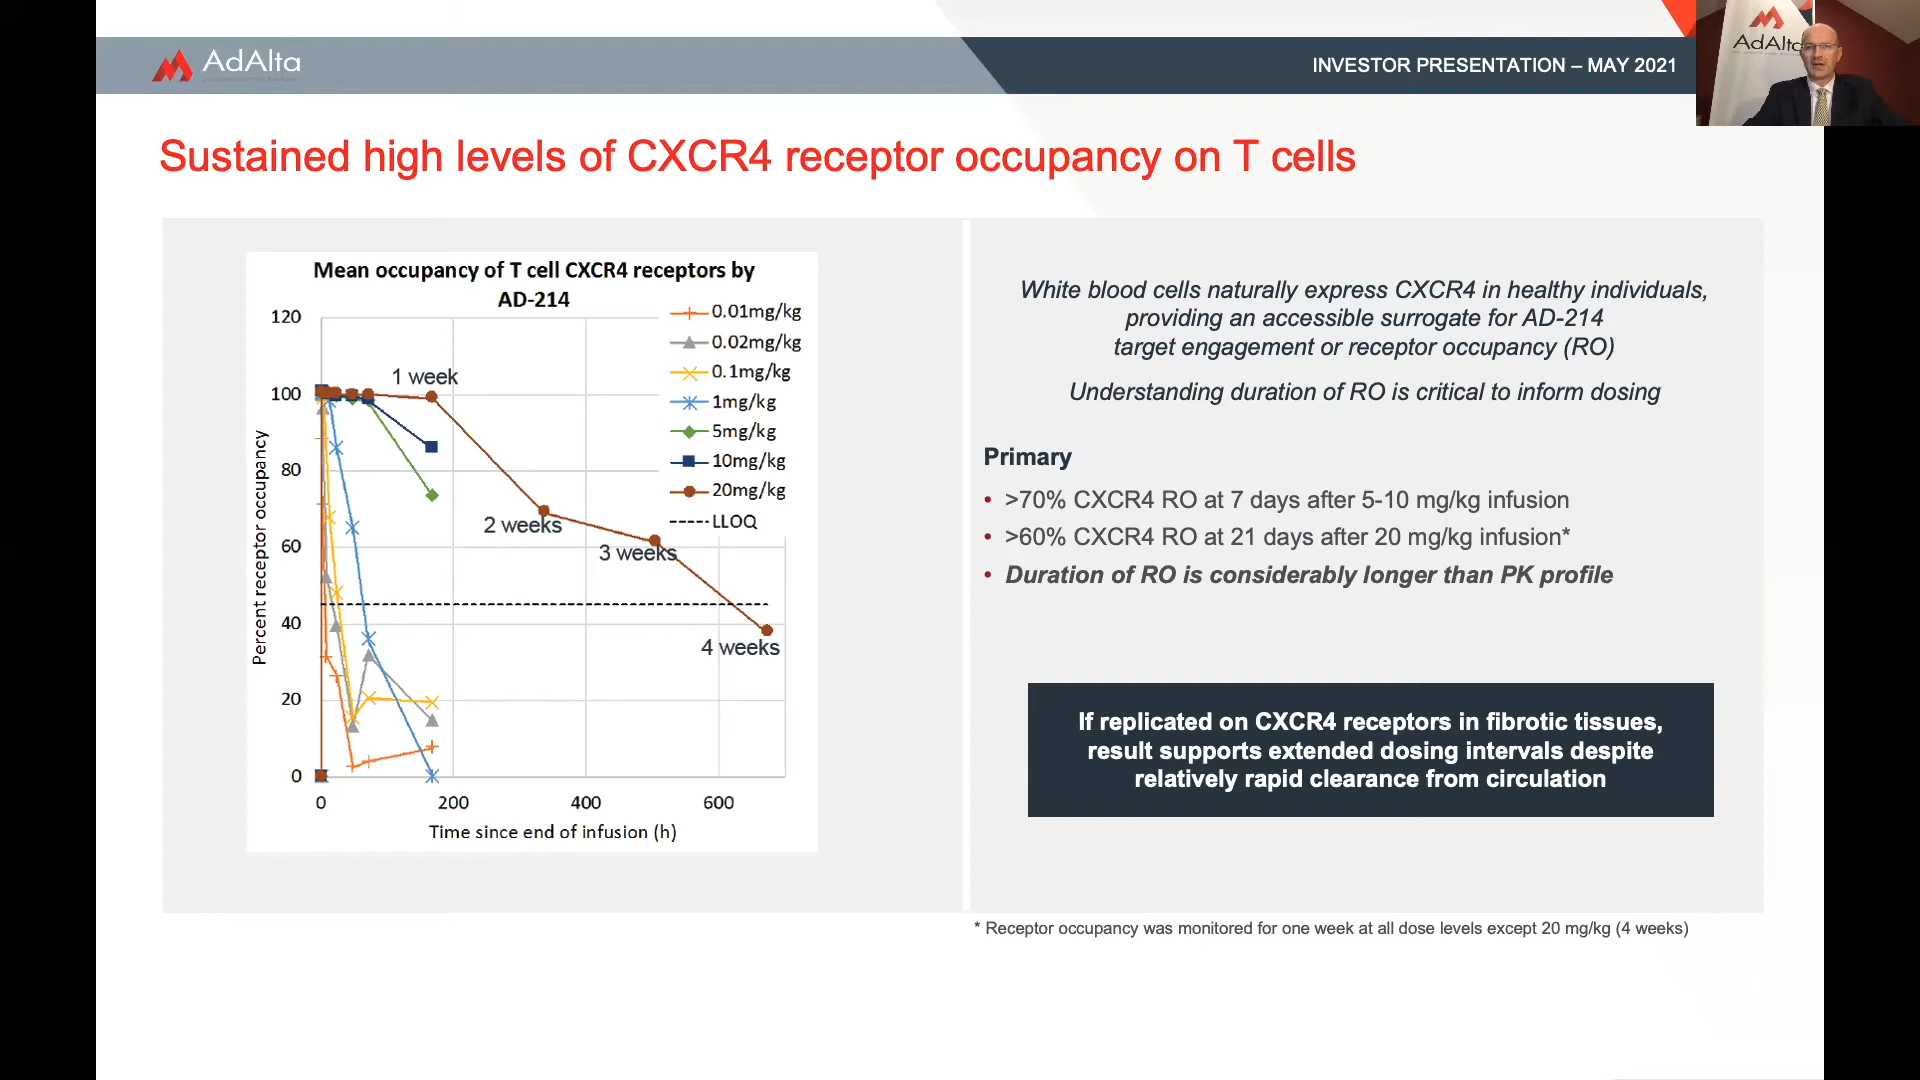 AdAlta
INVESTOR PRESENTATION – MAY 2021
AdAlta
Sustained high levels of CXCR4 receptor occupancy on T cells
Mean occupancy of T cell CXCR4 receptors by
AD-214
0.01mg/kg
0.02mg/kg
0.1mg/kg
1mg/kg
5mg/kg
10mg/kg
20mg/kg
LLOQ
120
100
80
60
40
20
0
Percent receptor occupancy
1 week
2 weeks
3 weeks
4 weeks
0
200
400
600
Time since end of infusion (h)
White blood cells naturally express CXCR4 in healthy individuals,
providing an accessible surrogate for AD-214
target engagement or receptor occupancy (RO)
Understanding duration of RO is critical to inform dosing
Primary
• >70% CXCR4 RO at 7 days after 5-10 mg/kg infusion
• >60% CXCR4 RO at 21 days after 20 mg/kg infusion*
• Duration of RO is considerably longer than PK profile
If replicated on CXCR4 receptors in fibrotic tissues,
result supports extended dosing intervals despite
relatively rapid clearance from circulation
* Receptor occupancy was monitored for one week at all dose levels except 20 mg/kg (4 weeks)